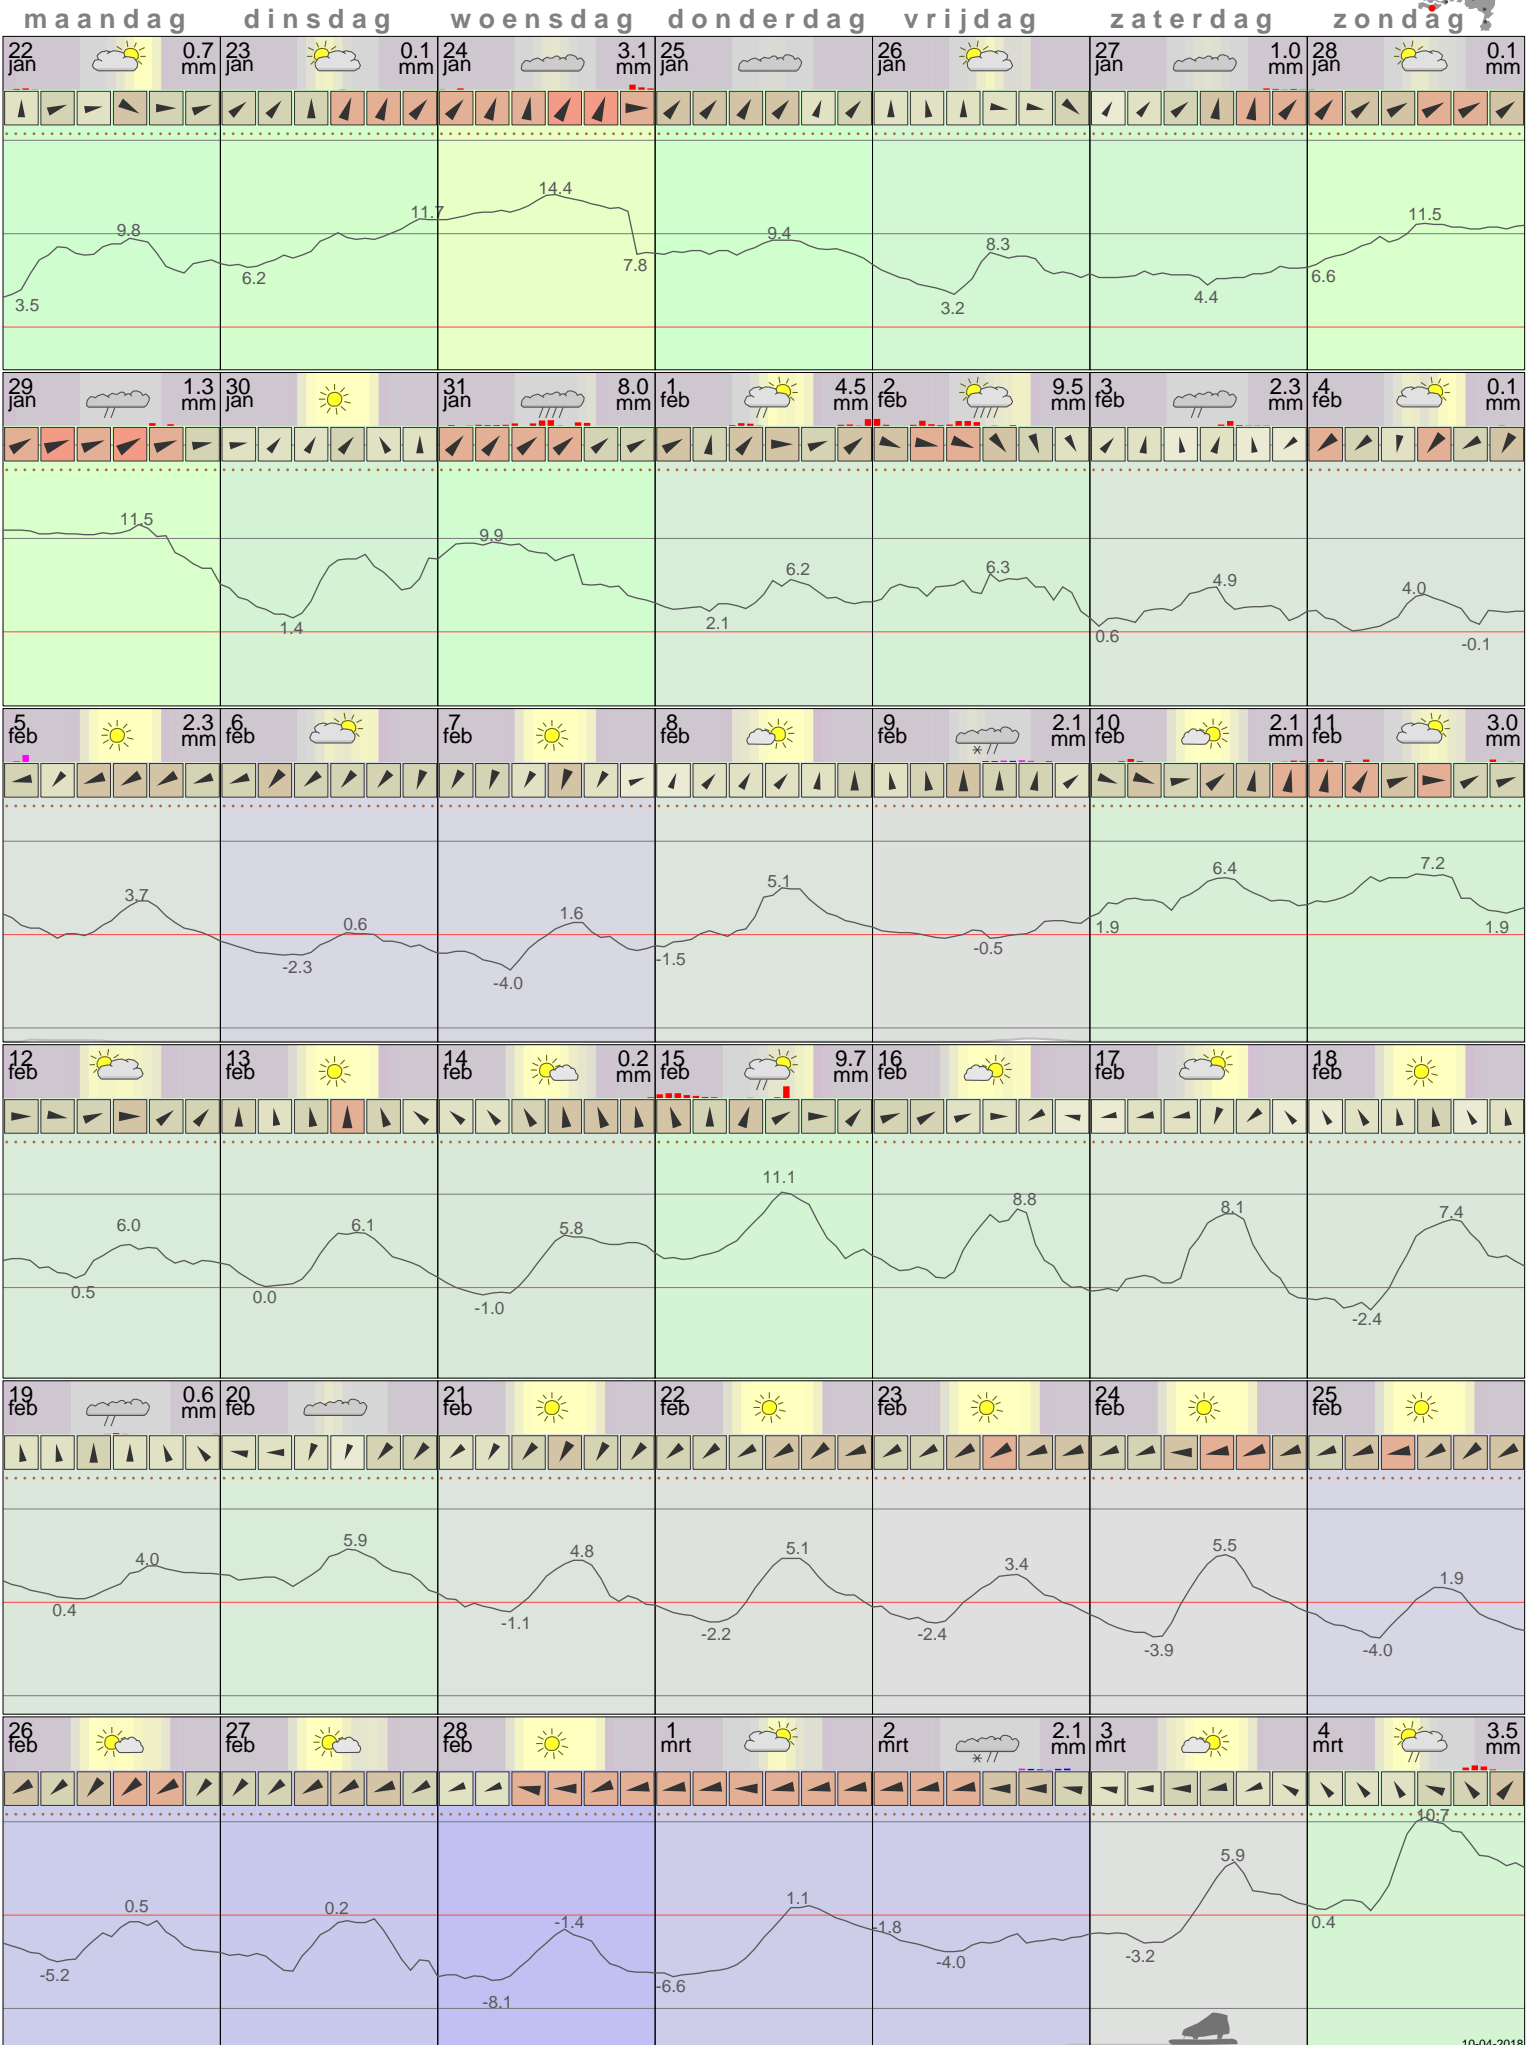 maandag dinsdag woensdag donderdag vrijdag zaterdag zondag
22 jan 0.7 mm 23 jan 0.1 mm 24 jan 3.1 mm 25 jan 26 jan 27 jan 1.0 mm 28 jan 0.1 mm
3.5 9.8 6.2 11.7 14.4 7.8 9.4 3.2 8.3 4.4 6.6 11.5
29 jan 1.3 mm 30 jan 31 jan 8.0 mm 1 feb 4.5 mm 2 feb 9.5 mm 3 feb 2.3 mm 4 feb 0.1 mm
11.5 1.4 9.9 2.1 6.2 6.3 0.6 4.9 4.0 -0.1
5 feb 2.3 mm 6 feb 7 feb 8 feb 9 feb 2.1 mm 10 feb 2.1 mm 11 feb 3.0 mm
3.7 -2.3 0.6 -4.0 1.6 -1.5 5.1 -0.5 1.9 6.4 7.2 1.9
12 feb 13 feb 14 feb 0.2 mm 15 feb 9.7 mm 16 feb 17 feb 18 feb
0.5 6.0 0.0 6.1 -1.0 5.8 11.1 8.8 8.1 -2.4 7.4
19 feb 0.6 mm 20 feb 21 feb 22 feb 23 feb 24 feb 25 feb
0.4 4.0 5.9 -1.1 4.8 -2.2 5.1 -2.4 3.4 -3.9 5.5 -4.0 1.9
26 feb 27 feb 28 feb 1 mrt 2 mrt 2.1 mm 3 mrt 4 mrt 3.5 mm
-5.2 0.5 0.2 -8.1 -1.4 -6.6 1.1 -1.8 -4.0 -3.2 5.9 0.4 10.7
10-04-2018